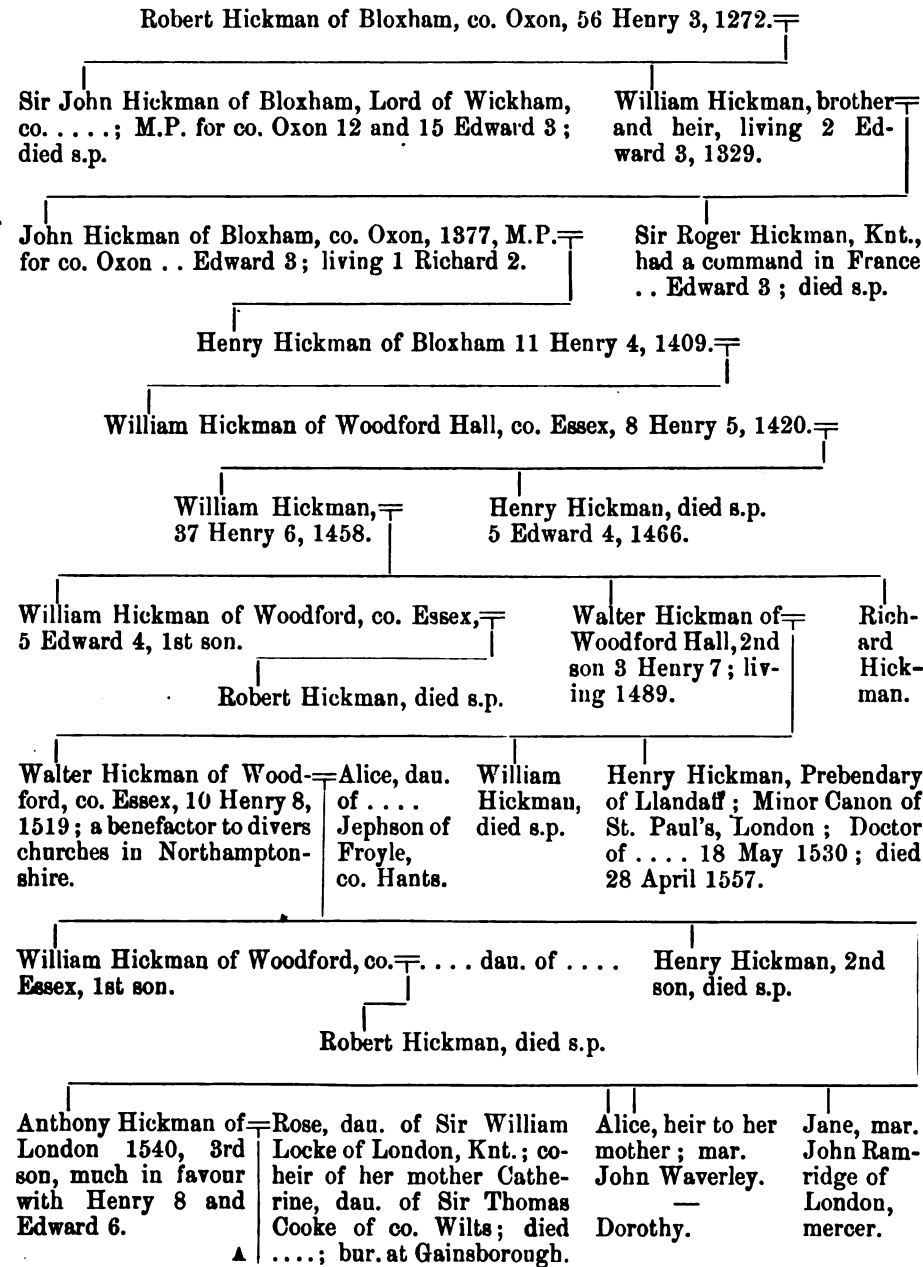 Robert Hickman of Bloxham, co. Oxon, 56 Henry 3, 1272.
Sir John Hickman of Bloxham, Lord of Wickham,
co. . . . . .; M.P. for co. Oxon 12 and 15 Edward 3;
died s.p.
William Hickman, brother
and heir, living 2 Ed-
ward 3, 1329.
John Hickman of Bloxham, co. Oxon, 1377, M.P.
for co. Oxon . . Edward 3; living 1 Richard 2.
Sir Roger Hickman, Knt.,
had a command in France
. . Edward 3; died s.p.
Henry Hickman of Bloxham 11 Henry 4, 1409.
William Hickman of Woodford Hall, co. Essex, 8 Henry 5, 1420.
William Hickman,
37 Henry 6, 1458.
Henry Hickman, died s.p.
5 Edward 4, 1466.
William Hickman of Woodford, co. Essex,
5 Edward 4, 1st son.
Walter Hickman of
Woodford Hall, 2nd
son 3 Henry 7; liv-
ing 1489.
Rich-
ard
Hick-
man.
Robert Hickman, died s.p.
Walter Hickman of Wood-
ford, co. Essex, 10 Henry 8,
1519; a benefactor to divers
churches in Northampton-
shire.
Alice, dau.
of . . . .
Jephson of
Froyle,
co. Hants.
William
Hickman,
died s.p.
Henry Hickman, Prebendary
of Llandaff; Minor Canon of
St. Paul's, London; Doctor
of . . . . 18 May 1530; died
28 April 1557.
William Hickman of Woodford, co.
Essex, 1st son.
. . . . dau. of . . . .
Henry Hickman, 2nd
son, died s.p.
Robert Hickman, died s.p.
Anthony Hickman of
London 1540, 3rd
son, much in favour
with Henry 8 and
Edward 6.
Rose, dau. of Sir William
Locke of London, Knt.; co-
heir of her mother Cathe-
rine, dau. of Sir Thomas
Cooke of co. Wilts; died
. . . .; bur. at Gainsborough.
Alice, heir to her
mother; mar.
John Waverley.
—
Dorothy.
Jane, mar.
John Ram-
ridge of
London,
mercer.